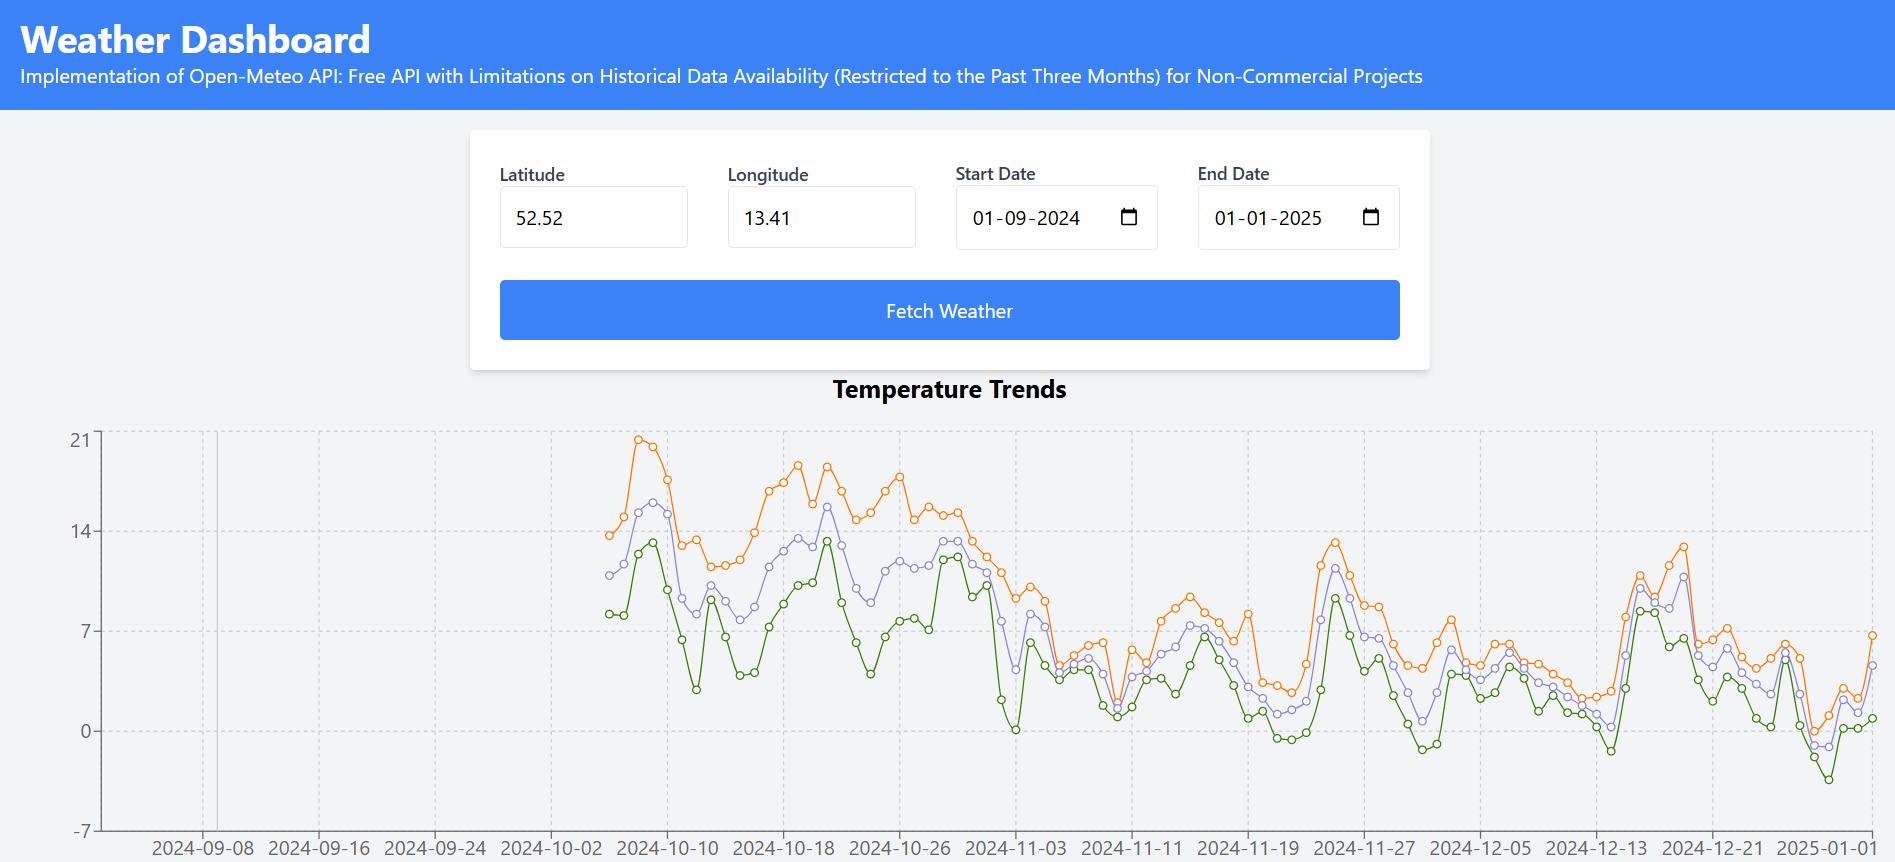 Weather Dashboard
Implementation of Open-Meteo API: Free API with Limitations on Historical Data Availability (Restricted to the Past Three Months) for Non-Commercial Projects
Latitude Longitude Start Date End Date
52.52 13.41 01-09-2024 01-01-2025
Fetch Weather
Temperature Trends
21
14
7
0
-7
2024-09-08 2024-09-16 2024-09-24 2024-10-02 2024-10-10 2024-10-18 2024-10-26 2024-11-03 2024-11-11 2024-11-19 2024-11-27 2024-12-05 2024-12-13 2024-12-21 2025-01-01